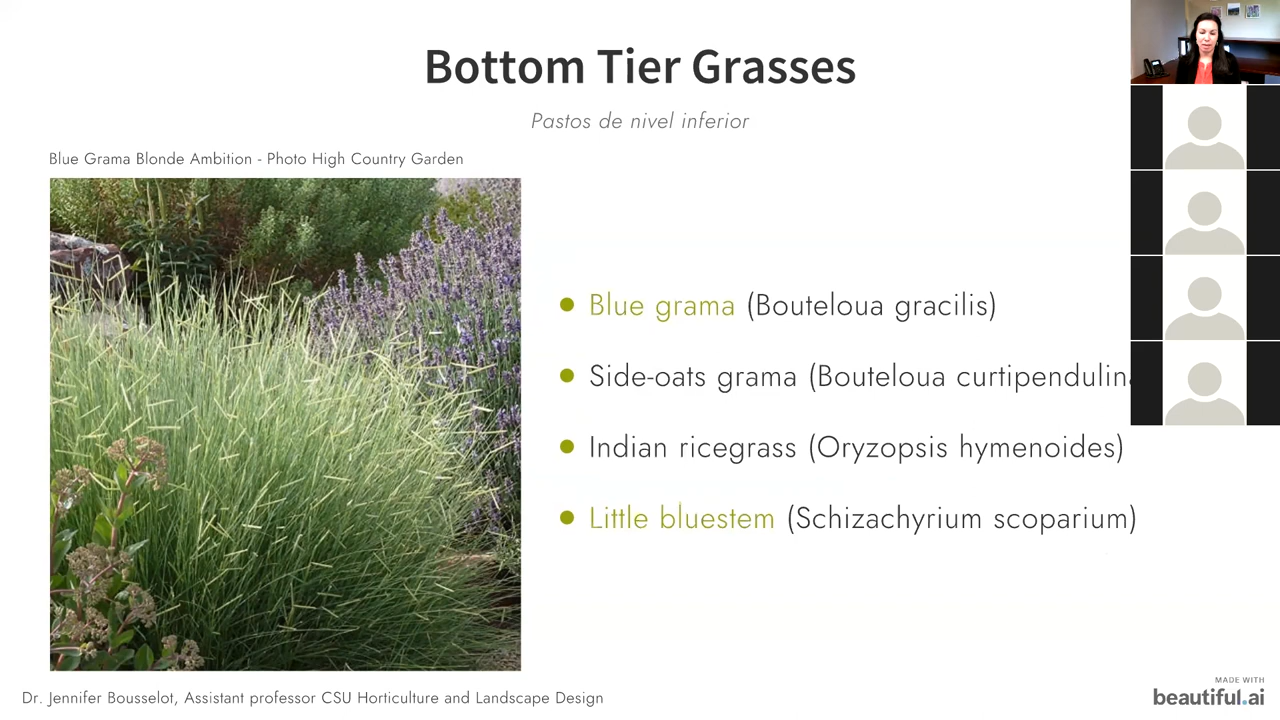 Bottom Tier Grasses
Pastos de nivel inferior
Blue Grama Blonde Ambition - Photo High Country Garden
Blue grama (Bouteloua gracilis)
Side-oats grama (Bouteloua curtipendulina
Indian ricegrass (Oryzopsis hymenoides)
Little bluestem (Schizachyrium scoparium)
Dr. Jennifer Bousselot, Assistant professor CSU Horticulture and Landscape Design
MADE WITH
beautiful.ai